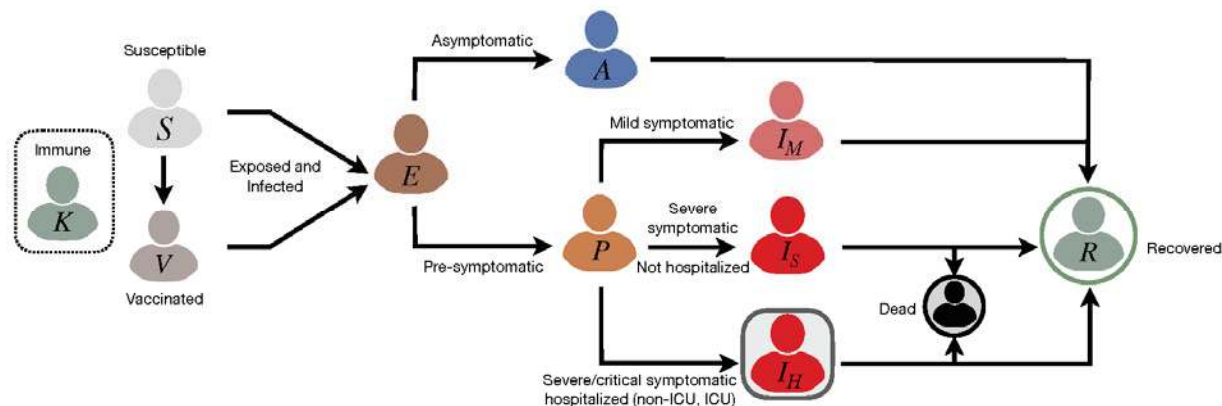 Susceptible
S
Immune
K
V
Vaccinated
Exposed and
Infected
E
Asymptomatic
A
Pre-symptomatic
P
Mild symptomatic
I_M
Severe
symptomatic
Not hospitalized
I_S
Severe/critical symptomatic
hospitalized (non-ICU, ICU)
I_H
Dead
R
Recovered